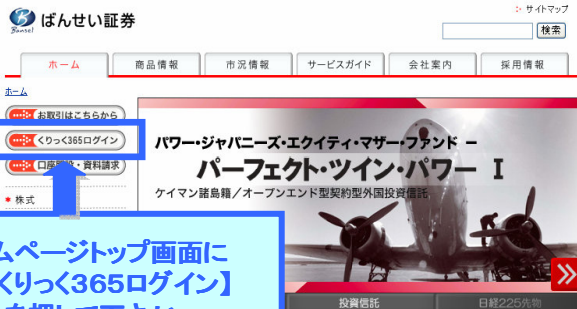 サイトマップ
Bansei
ばんせい証券
検索
ホーム 商品情報 市況情報 サービスガイド 会社案内 採用情報
ホーム
お取引はこちらから
くりっく365ログイン
口座 ・資料請求
パワー・ジャパニーズ・エクイティ・マザー・ファンド －
パーフェクト・ツイン・パワー Ⅰ
ケイマン諸島籍/オープンエンド型契約型外国投資信託
株式
ムページトップ画面に
くりっく365ログイン】
を押して下さい
投資信託 日経225先物